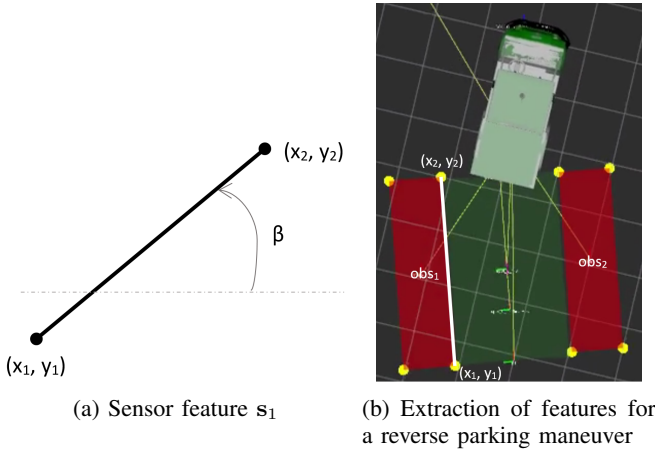 (x₂, y₂)
β
(x₁, y₁)
(x₂, y₂)
obs₁
obs₂
(x₁, y₁)
(a) Sensor feature s₁
(b) Extraction of features for
a reverse parking maneuver